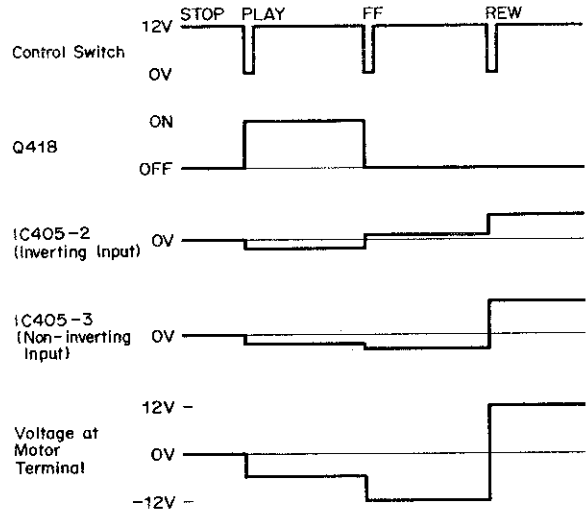 STOP PLAY FF REW
12V
Control Switch
0V
ON
Q418
OFF
IC405-2
(Inverting Input)
0V
IC405-3
(Non-inverting
Input)
0V
12V
Voltage at
Motor
Terminal
0V
-12V